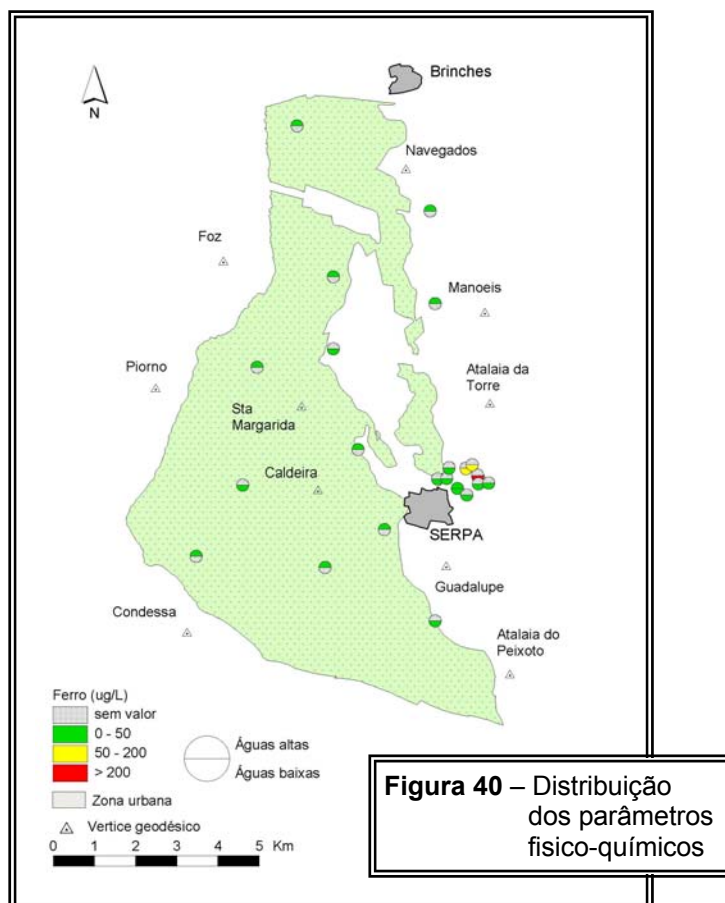 Brinches
N
Navegados
Foz
Manoeis
Piorno
Atalaia da
Torre
Sta
Margarida
Caldeira
SERPA
Guadalupe
Condessa
Atalaia do
Peixoto
Ferro (ug/L)
sem valor
0 - 50
50 - 200
> 200
Zona urbana
Vertice geodésico
Águas altas
Águas baixas
0 1 2 3 4 5 Km
Figura 40 – Distribuição
dos parâmetros
fisico-químicos